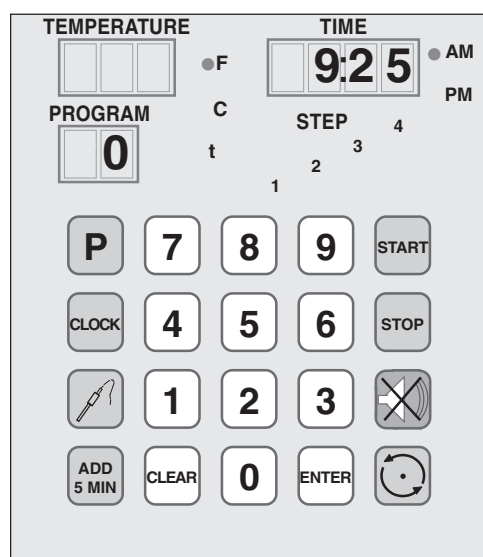 TEMPERATURE TIME
F 9:25 AM
PM
PROGRAM C STEP 4
0 t 3
2
1
P 7 8 9 START
CLOCK 4 5 6 STOP
1 2 3
ADD
5 MIN CLEAR 0 ENTER